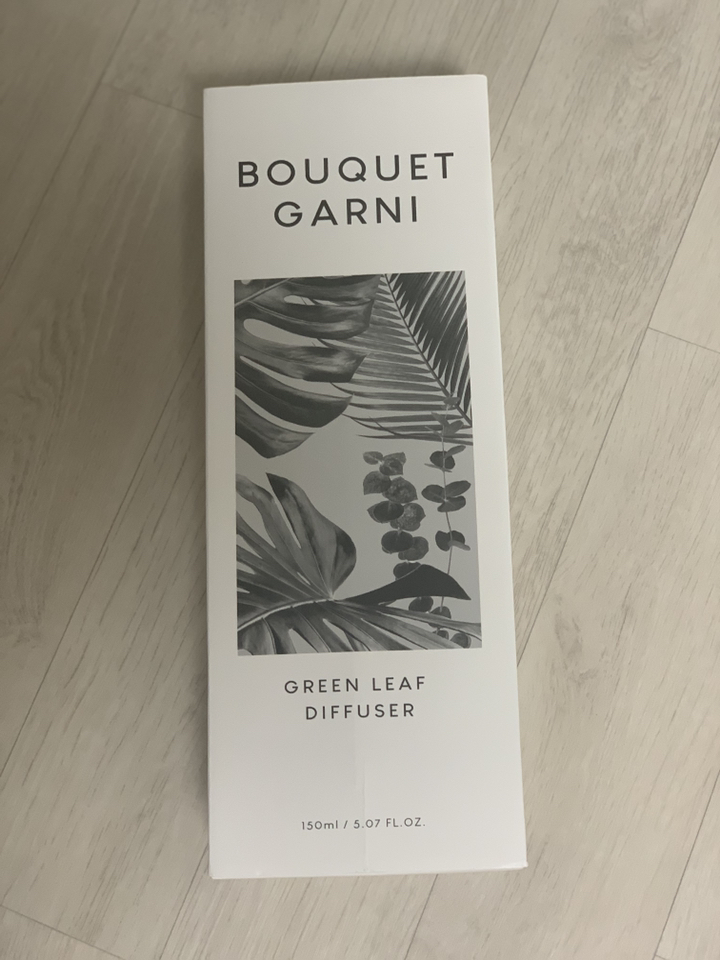 BOUQUET
GARNI
GREEN LEAF
DIFFUSER
150ml / 5.07 FL.OZ.